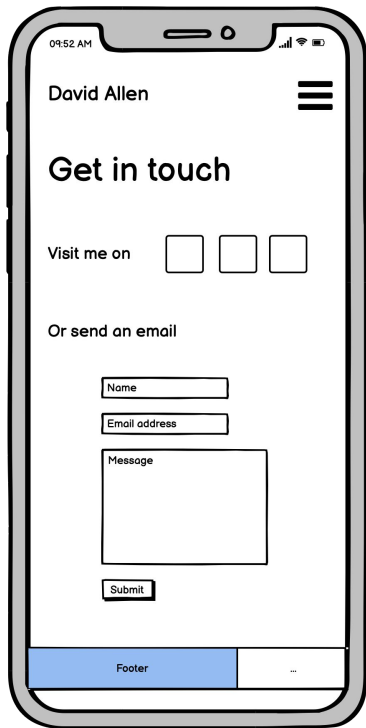 09:52 AM
David Allen
Get in touch
Visit me on
Or send an email
Name
Email address
Message
Submit
Footer
...